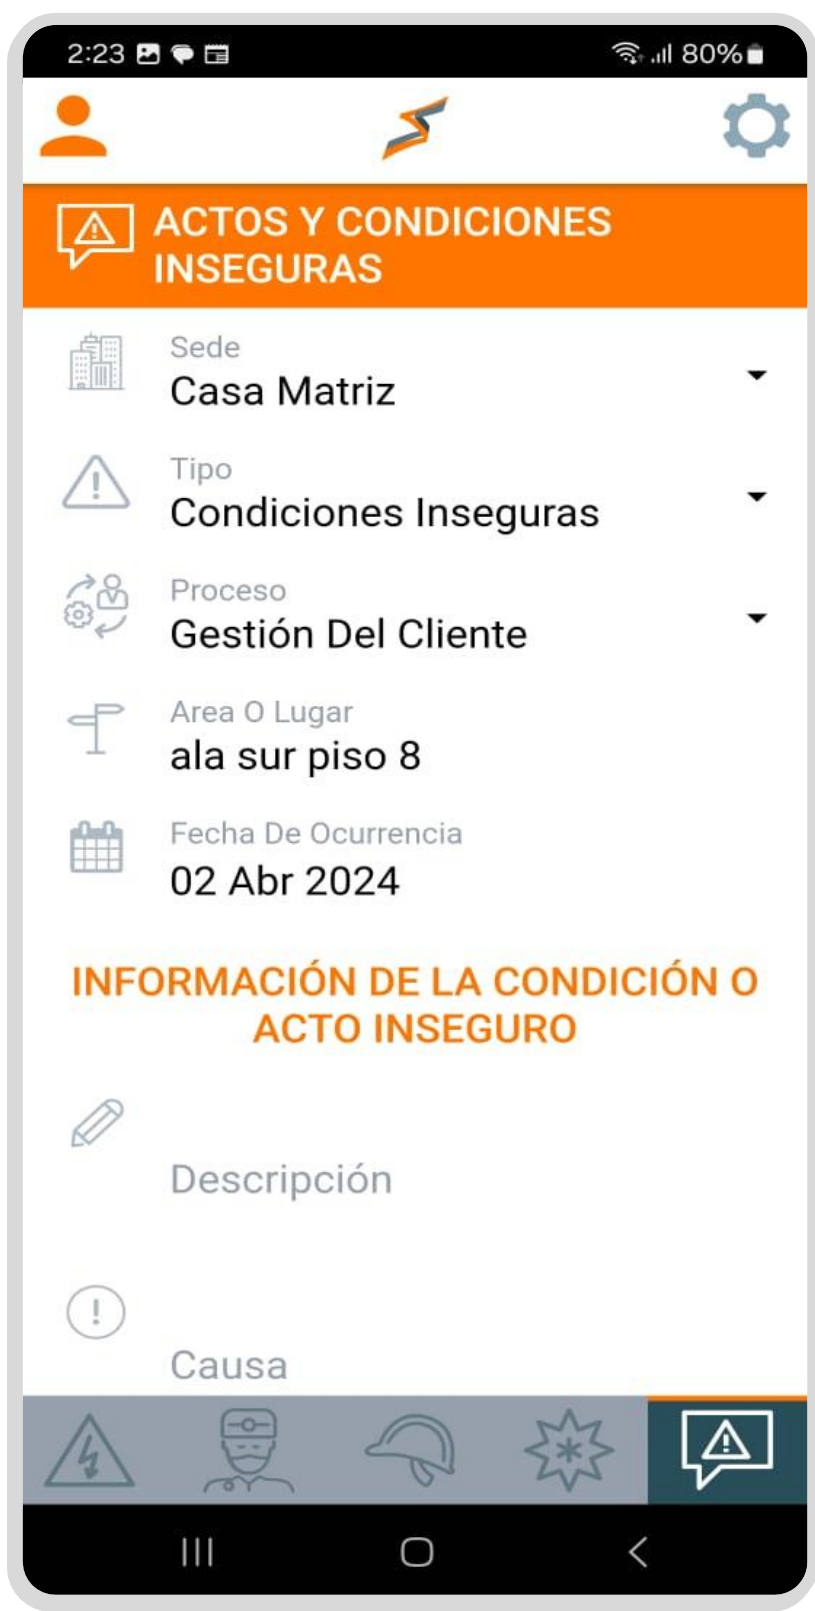 2:23
80%
ACTOS Y CONDICIONES
INSEGURAS
Sede
Casa Matriz
Tipo
Condiciones Inseguras
Proceso
Gestión Del Cliente
Area O Lugar
ala sur piso 8
Fecha De Ocurrencia
02 Abr 2024
INFORMACIÓN DE LA CONDICIÓN O
ACTO INSEGURO
Descripción
Causa